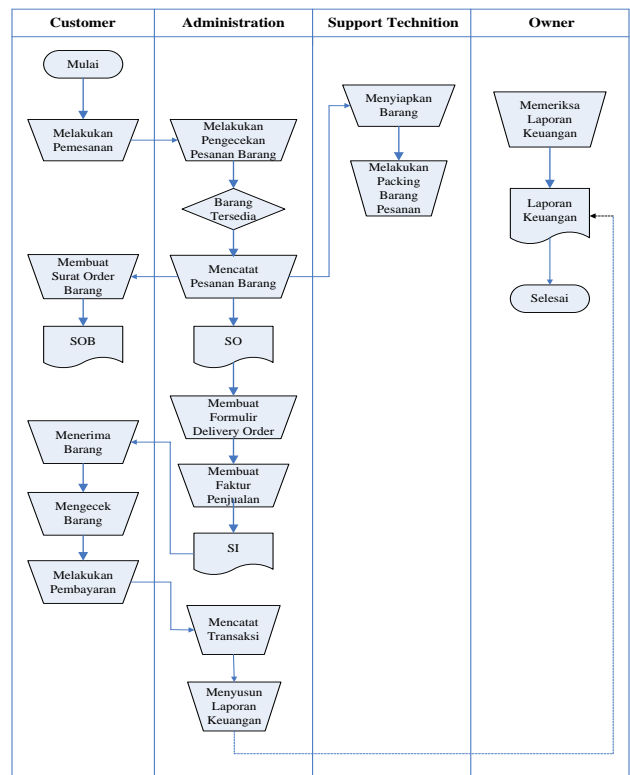 Customer
Administration
Support Technition
Owner
Mulai
Melakukan
Pemesanan
Melakukan
Pengecekan
Pesanan Barang
Barang
Tersedia
Mencatat
Pesanan Barang
Membuat
Surat Order
Barang
SOB
SO
Membuat
Formulir
Delivery Order
Membuat
Faktur
Penjualan
SI
Menerima
Barang
Mengecek
Barang
Melakukan
Pembayaran
Mencatat
Transaksi
Menyusun
Laporan
Keuangan
Menyiapkan
Barang
Melakukan
Packing
Barang
Pesanan
Memeriksa
Laporan
Keuangan
Laporan
Keuangan
Selesai